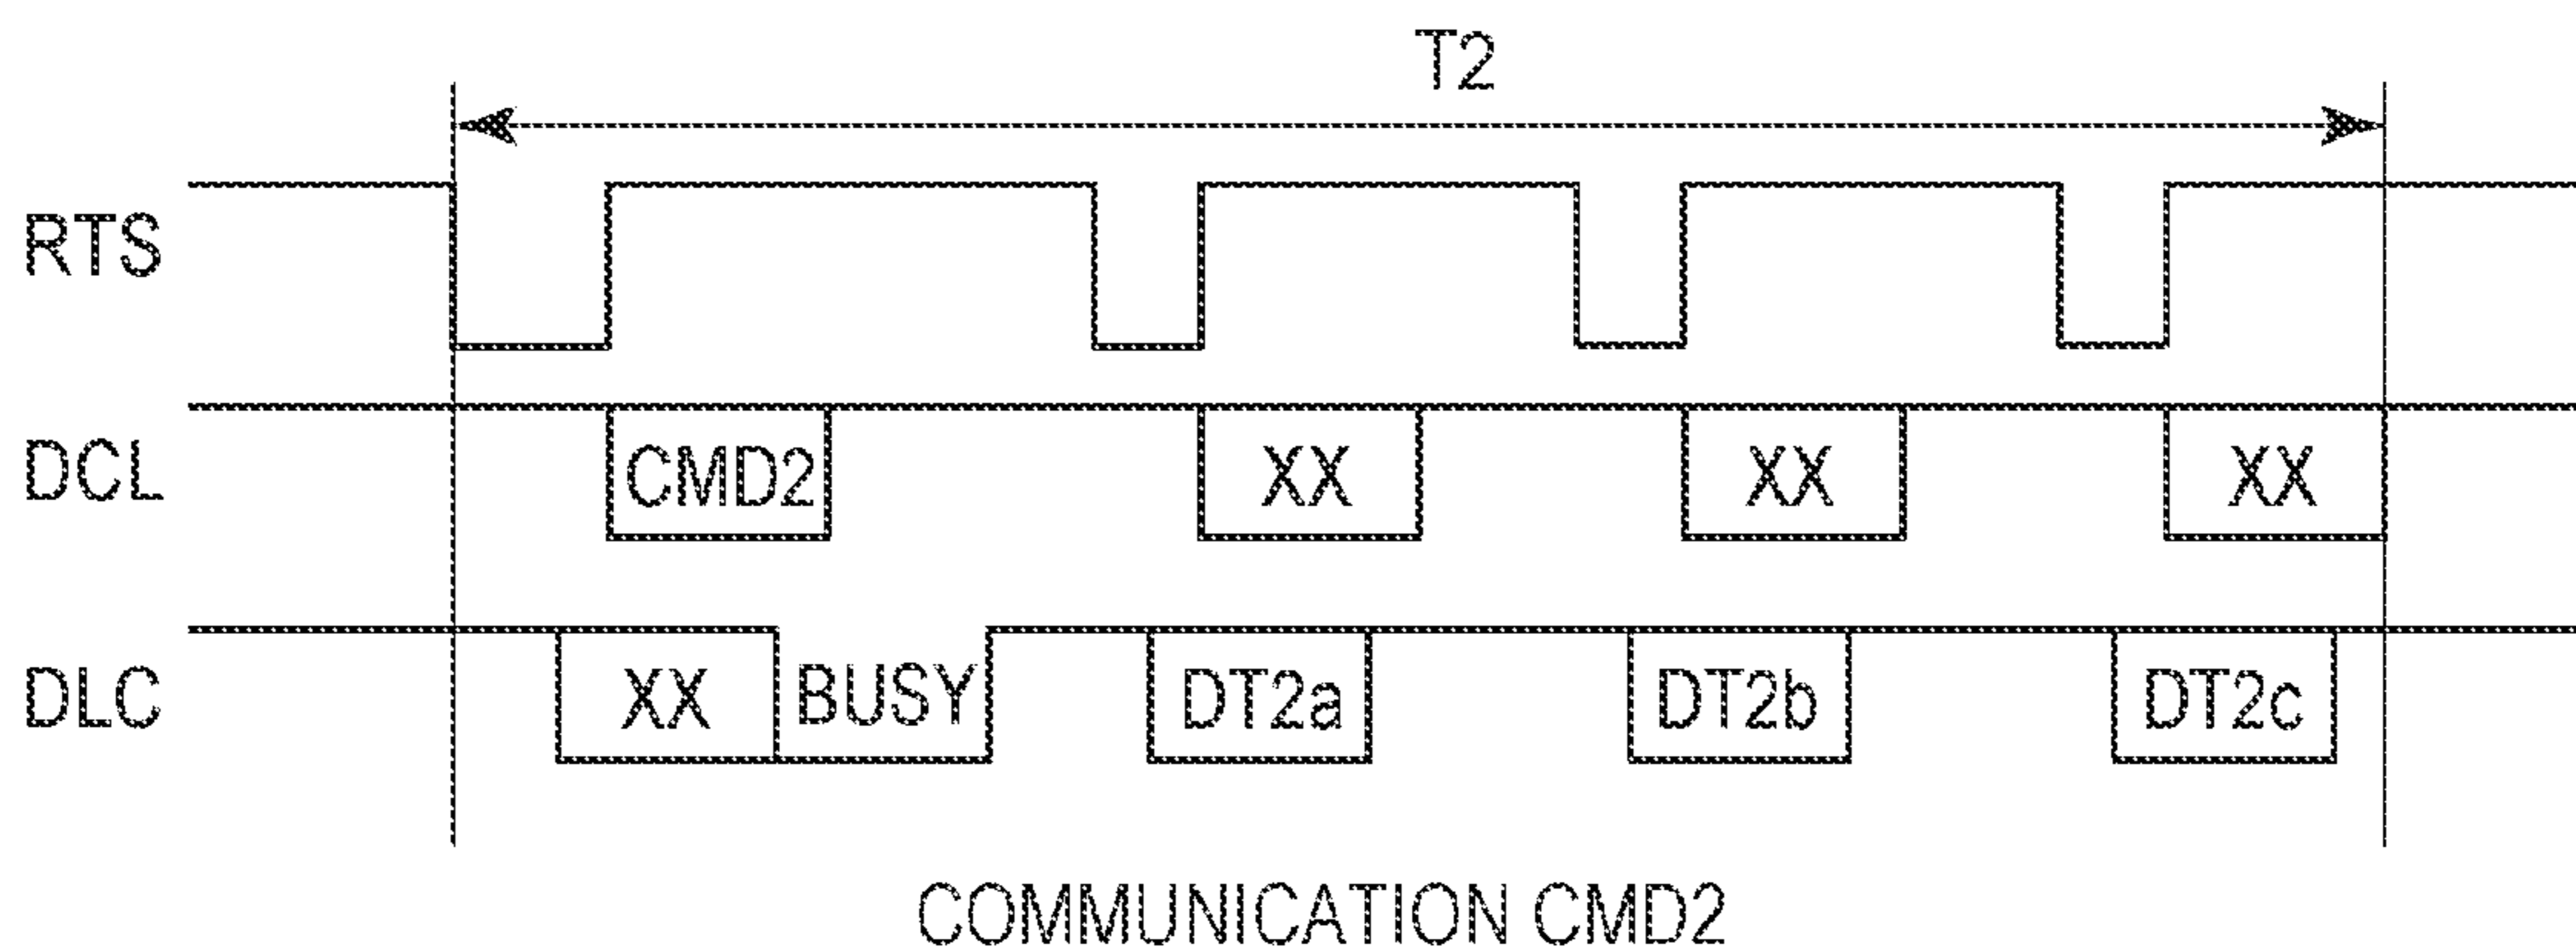 T2
RTS
DCL CMD2 XX XX XX
DLC XX BUSY DT2a DT2b DT2c
COMMUNICATION CMD2